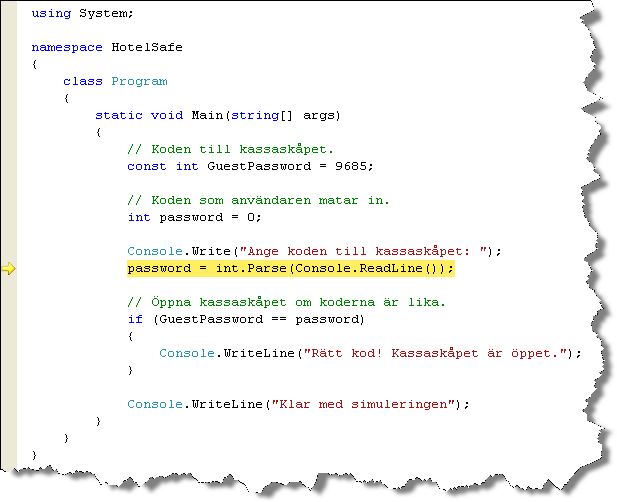 using System;
namespace HotelSafe
{
class Program
{
static void Main(string[] args)
{
// Koden till kassaskåpet.
const int GuestPassword = 9685;
// Koden som användaren matar in.
int password = 0;
Console.Write("Ange koden till kassaskåpet: ");
password = int.Parse(Console.ReadLine());
// Öppna kassaskåpet om koderna är lika.
if (GuestPassword == password)
{
Console.WriteLine("Rätt kod! Kassaskåpet är öppet.");
}
Console.WriteLine("Klar med simuleringen");
}
}
}